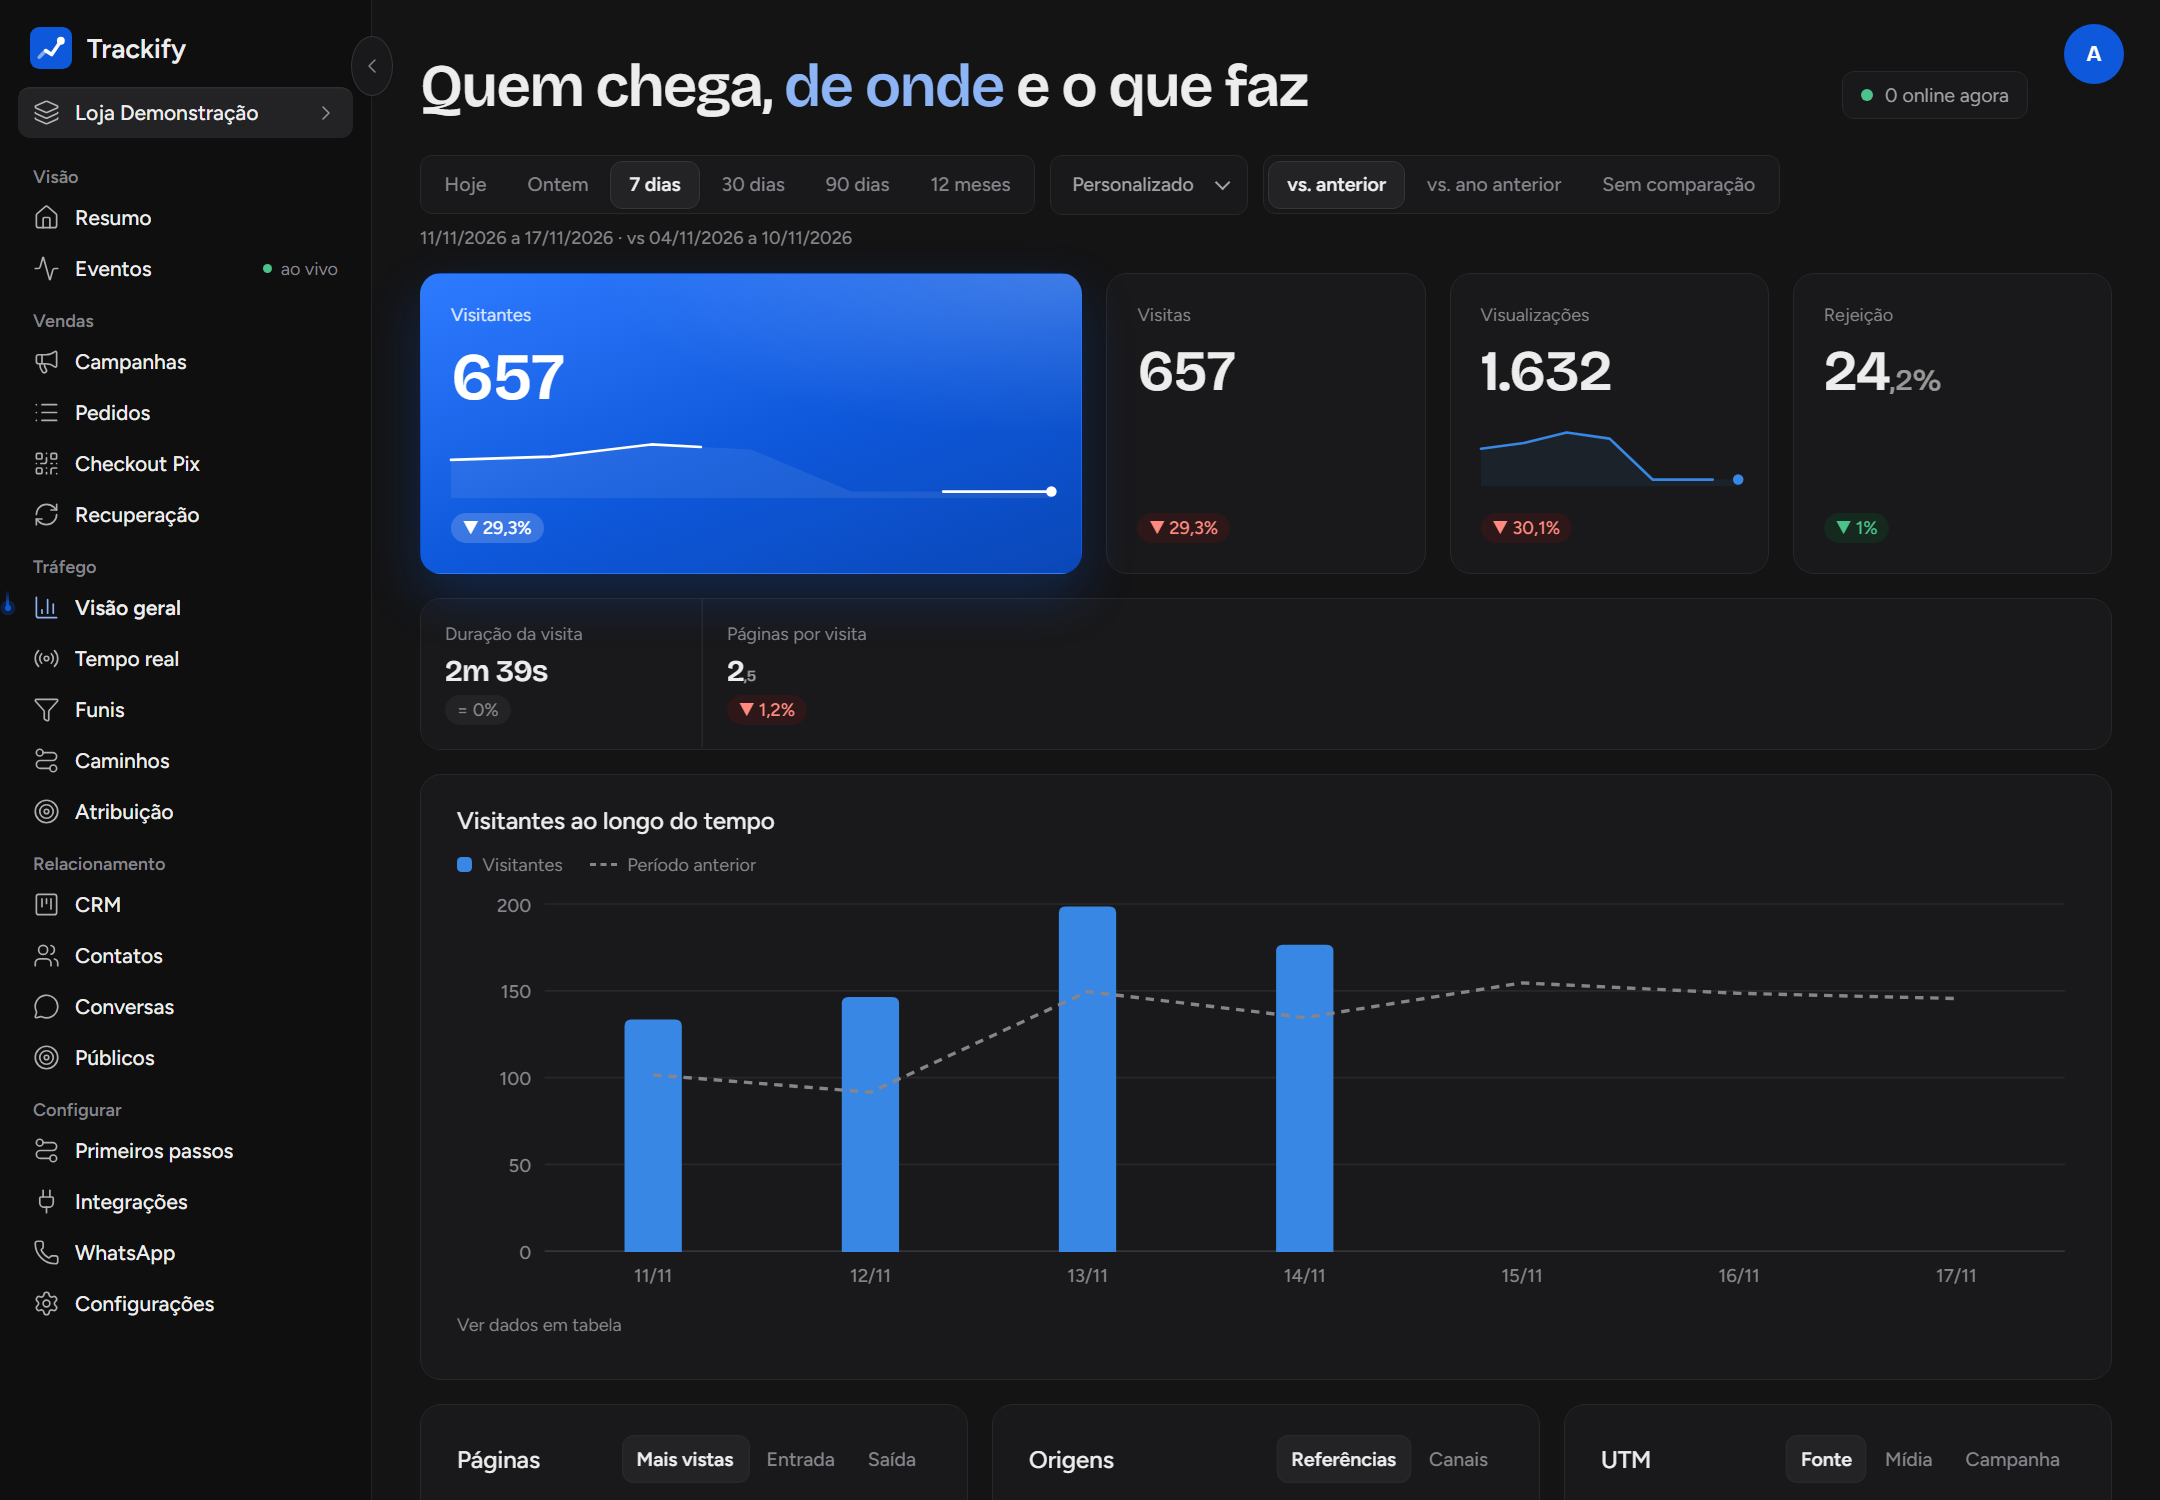 Trackify
Loja Demonstração
Visão
Resumo
Eventos
ao vivo
Vendas
Campanhas
Pedidos
Checkout Pix
Recuperação
Tráfego
Visão geral
Tempo real
Funis
Caminhos
Atribuição
Relacionamento
CRM
Contatos
Conversas
Públicos
Configurar
Primeiros passos
Integrações
WhatsApp
Configurações
Quem chega, de onde e o que faz
0 online agora
A
Hoje Ontem 7 dias 30 dias 90 dias 12 meses
Personalizado
vs. anterior vs. ano anterior Sem comparação
11/11/2026 a 17/11/2026 · vs 04/11/2026 a 10/11/2026
Visitantes
657
▼ 29,3%
Visitas
657
▼ 29,3%
Visualizações
1.632
▼ 30,1%
Rejeição
24,2%
▼ 1%
Duração da visita
2m 39s
= 0%
Páginas por visita
2,5
▼ 1,2%
Visitantes ao longo do tempo
Visitantes Período anterior
200
150
100
50
0
11/11 12/11 13/11 14/11 15/11 16/11 17/11
Ver dados em tabela
Páginas
Mais vistas Entrada Saída
Origens
Referências Canais
UTM
Fonte Mídia Campanha